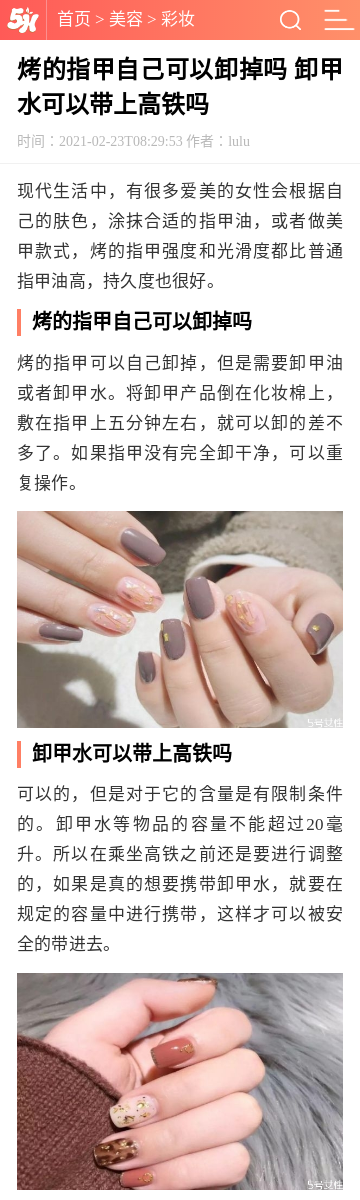 首页 > 美容 > 彩妆
烤的指甲自己可以卸掉吗 卸甲
水可以带上高铁吗
时间：2021-02-23T08:29:53 作者：lulu
现代生活中，有很多爱美的女性会根据自
己的肤色，涂抹合适的指甲油，或者做美
甲款式，烤的指甲强度和光滑度都比普通
指甲油高，持久度也很好。
烤的指甲自己可以卸掉吗
烤的指甲可以自己卸掉，但是需要卸甲油
或者卸甲水。将卸甲产品倒在化妆棉上，
敷在指甲上五分钟左右，就可以卸的差不
多了。如果指甲没有完全卸干净，可以重
复操作。
5号女性
卸甲水可以带上高铁吗
可以的，但是对于它的含量是有限制条件
的。卸甲水等物品的容量不能超过20毫
升。所以在乘坐高铁之前还是要进行调整
的，如果是真的想要携带卸甲水，就要在
规定的容量中进行携带，这样才可以被安
全的带进去。
5号女性